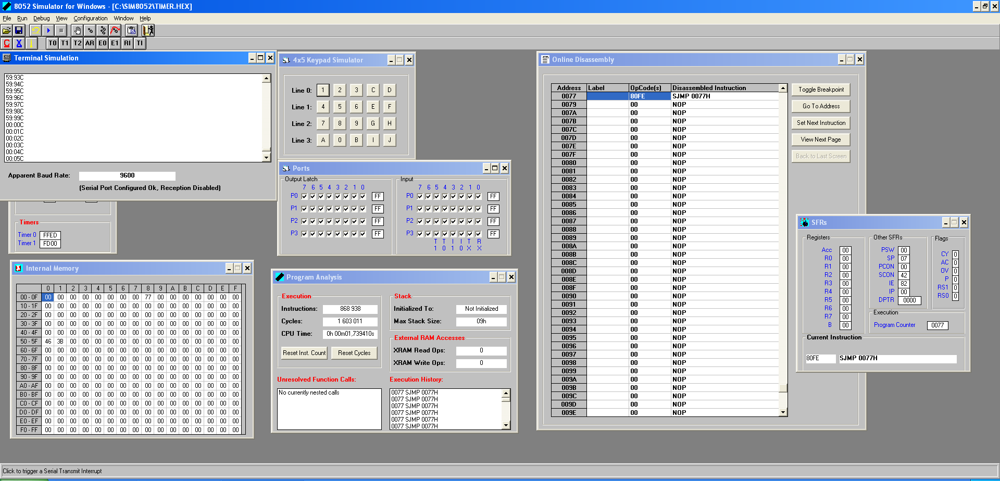 8052 Simulator for Windows - [C:\SIM8052\TIMER.HEX]
File Run Debug View Configuration Window Help
T0 T1 T2 AR E0 E1 RI TI
Terminal Simulation
59:93C
59:94C
59:95C
59:96C
59:97C
59:98C
59:99C
00:00C
00:01C
00:02C
00:03C
00:04C
00:05C
Apparent Baud Rate: 9600
(Serial Port Configured Ok, Reception Disabled)
Timers
Timer 0 FFED
Timer 1 FD00
4x5 Keypad Simulator
Line 0: 1 2 3 C D
Line 1: 4 5 6 E F
Line 2: 7 8 9 G H
Line 3: A 0 B I J
Ports
Output Latch
7 6 5 4 3 2 1 0
P0 FF
P1 FF
P2 FF
P3 FF
Input
7 6 5 4 3 2 1 0
P0 FF
P1 FF
P2 FF
P3 FF
T T I I T R
1 0 1 0 X X
Internal Memory
0 1 2 3 4 5 6 7 8 9 A B C D E F
00 - 0F 00 00 00 00 00 00 00 00 77 00 00 00 00 00 00 00
10 - 1F 00 00 00 00 00 00 00 00 00 00 00 00 00 00 00 00
20 - 2F 00 00 00 00 00 00 00 00 00 00 00 00 00 00 00 00
30 - 3F 00 00 00 00 00 00 00 00 00 00 00 00 00 00 00 00
40 - 4F 00 00 00 00 00 00 00 00 00 00 00 00 00 00 00 00
50 - 5F 46 3B 00 00 00 00 00 00 00 00 00 00 00 00 00 00
60 - 6F 00 00 00 00 00 00 00 00 00 00 00 00 00 00 00 00
70 - 7F 00 00 00 00 00 00 00 00 00 00 00 00 00 00 00 00
80 - 8F 00 00 00 00 00 00 00 00 00 00 00 00 00 00 00 00
90 - 9F 00 00 00 00 00 00 00 00 00 00 00 00 00 00 00 00
A0 - AF 00 00 00 00 00 00 00 00 00 00 00 00 00 00 00 00
B0 - BF 00 00 00 00 00 00 00 00 00 00 00 00 00 00 00 00
C0 - CF 00 00 00 00 00 00 00 00 00 00 00 00 00 00 00 00
D0 - DF 00 00 00 00 00 00 00 00 00 00 00 00 00 00 00 00
E0 - EF 00 00 00 00 00 00 00 00 00 00 00 00 00 00 00 00
F0 - FF 00 00 00 00 00 00 00 00 00 00 00 00 00 00 00 00
Program Analysis
Execution
Instructions: 868 938
Cycles: 1 603 011
CPU Time: 0h 00m01,739410s
Reset Inst. Count Reset Cycles
Stack
Initialized To: Not Initialized
Max Stack Size: 09h
External RAM Accesses
XRAM Read Ops: 0
XRAM Write Ops: 0
Unresolved Function Calls:
No currently nested calls
Execution History:
0077 SJMP 0077H
0077 SJMP 0077H
0077 SJMP 0077H
0077 SJMP 0077H
0077 SJMP 0077H
0077 SJMP 0077H
Online Disassembly
Address Label OpCode(s) Disassembled Instruction
0077 80FE SJMP 0077H
0079 00 NOP
007A 00 NOP
007B 00 NOP
007C 00 NOP
007D 00 NOP
007E 00 NOP
007F 00 NOP
0080 00 NOP
0081 00 NOP
0082 00 NOP
0083 00 NOP
0084 00 NOP
0085 00 NOP
0086 00 NOP
0087 00 NOP
0088 00 NOP
0089 00 NOP
008A 00 NOP
008B 00 NOP
008C 00 NOP
008D 00 NOP
008E 00 NOP
008F 00 NOP
0090 00 NOP
0091 00 NOP
0092 00 NOP
0093 00 NOP
0094 00 NOP
0095 00 NOP
0096 00 NOP
0097 00 NOP
0098 00 NOP
0099 00 NOP
009A 00 NOP
009B 00 NOP
009C 00 NOP
009D 00 NOP
009E 00 NOP
Toggle Breakpoint
Go To Address
Set Next Instruction
View Next Page
Back to Last Screen
SFRs
Registers
Acc 00
R0 00
R1 00
R2 00
R3 00
R4 00
R5 00
R6 00
R7 00
B 00
Other SFRs
PSW 00
SP 07
PCON 00
SCON 42
IE 82
IP 00
DPTR 0000
Flags
CY 0
AC 0
OV 0
P 0
RS1 0
RS0 0
Execution
Program Counter 0077
Current Instruction
80FE SJMP 0077H
Click to trigger a Serial Transmit Interrupt